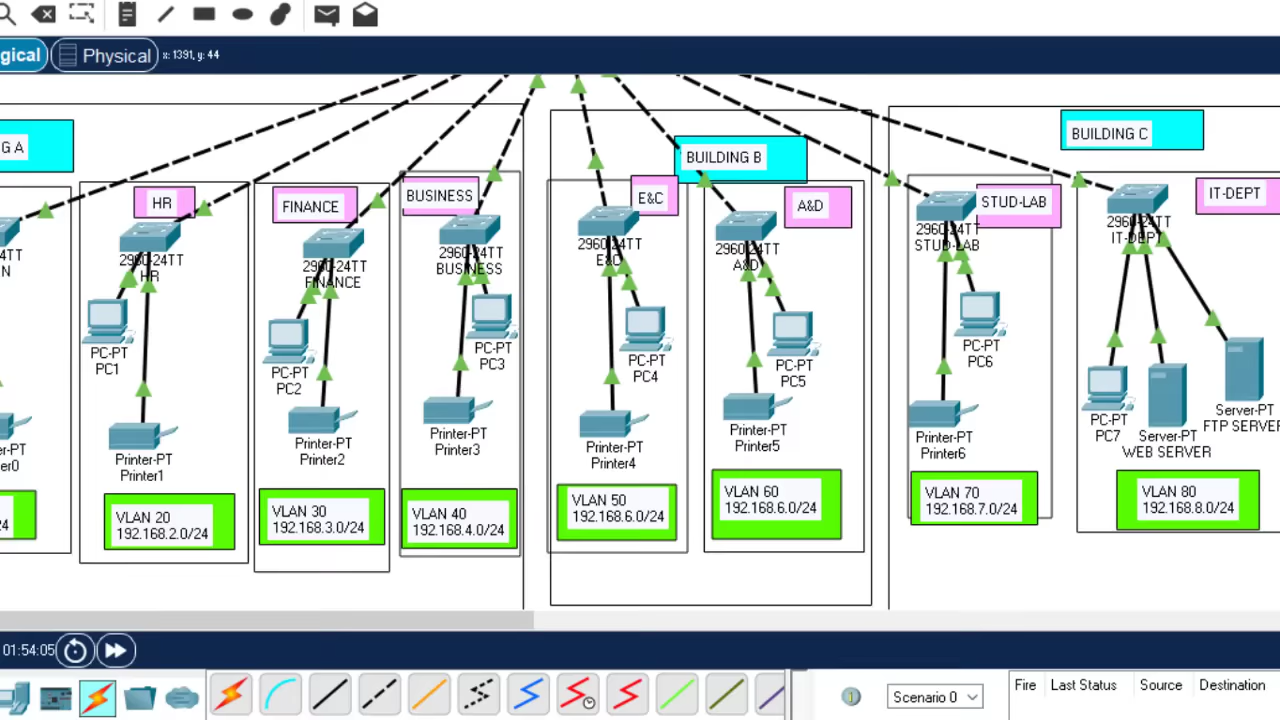 gical
Physical
x: 1391, y: 44
G A
BUILDING B
BUILDING C
HR
FINANCE
BUSINESS
E&C
A&D
STUD-LAB
IT-DEPT
4TT
N
2960-24TT
HR
2960-24TT
FINANCE
2960-24TT
BUSINESS
2960-24TT
E&C
2960-24TT
A&D
2960-24TT
STUD-LAB
2960-24TT
IT-DEPT
PC-PT
PC1
PC-PT
PC2
PC-PT
PC3
PC-PT
PC4
PC-PT
PC5
PC-PT
PC6
PC-PT
PC7
Server-PT
WEB SERVER
Server-PT
FTP SERVER
er-PT
er0
Printer-PT
Printer1
Printer-PT
Printer2
Printer-PT
Printer3
Printer-PT
Printer4
Printer-PT
Printer5
Printer-PT
Printer6
24
VLAN 20
192.168.2.0/24
VLAN 30
192.168.3.0/24
VLAN 40
192.168.4.0/24
VLAN 50
192.168.6.0/24
VLAN 60
192.168.6.0/24
VLAN 70
192.168.7.0/24
VLAN 80
192.168.8.0/24
01:54:05
Scenario 0
Fire Last Status Source Destination